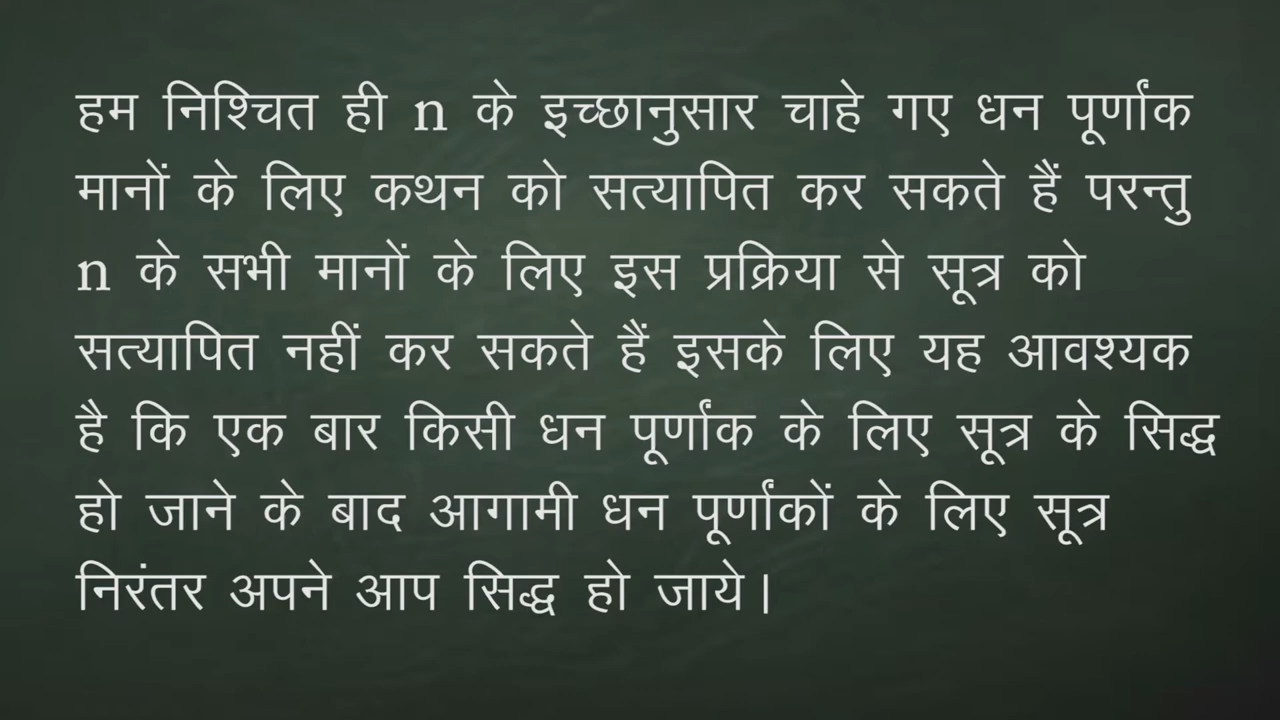 हम निश्चित ही n के इच्छानुसार चाहे गए धन पूर्णांक
मानों के लिए कथन को सत्यापित कर सकते हैं परन्तु
n के सभी मानों के लिए इस प्रक्रिया से सूत्र को
सत्यापित नहीं कर सकते हैं इसके लिए यह आवश्यक
है कि एक बार किसी धन पूर्णांक के लिए सूत्र के सिद्ध
हो जाने के बाद आगामी धन पूर्णांकों के लिए सूत्र
निरंतर अपने आप सिद्ध हो जाये।